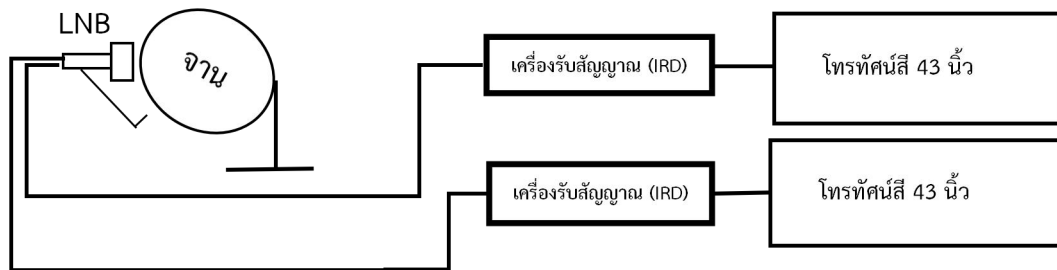 LNB
จาน
เครื่องรับสัญญาณ (IRD)
โทรทัศน์สี 43 นิ้ว
เครื่องรับสัญญาณ (IRD)
โทรทัศน์สี 43 นิ้ว